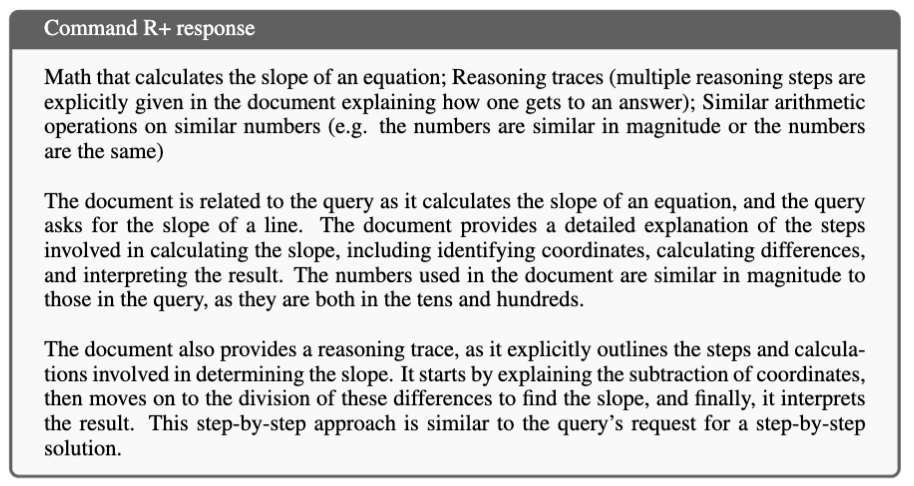 Command R+ response
Math that calculates the slope of an equation; Reasoning traces (multiple reasoning steps are
explicitly given in the document explaining how one gets to an answer); Similar arithmetic
operations on similar numbers (e.g. the numbers are similar in magnitude or the numbers
are the same)
The document is related to the query as it calculates the slope of an equation, and the query
asks for the slope of a line. The document provides a detailed explanation of the steps
involved in calculating the slope, including identifying coordinates, calculating differences,
and interpreting the result. The numbers used in the document are similar in magnitude to
those in the query, as they are both in the tens and hundreds.
The document also provides a reasoning trace, as it explicitly outlines the steps and calcula-
tions involved in determining the slope. It starts by explaining the subtraction of coordinates,
then moves on to the division of these differences to find the slope, and finally, it interprets
the result. This step-by-step approach is similar to the query's request for a step-by-step
solution.